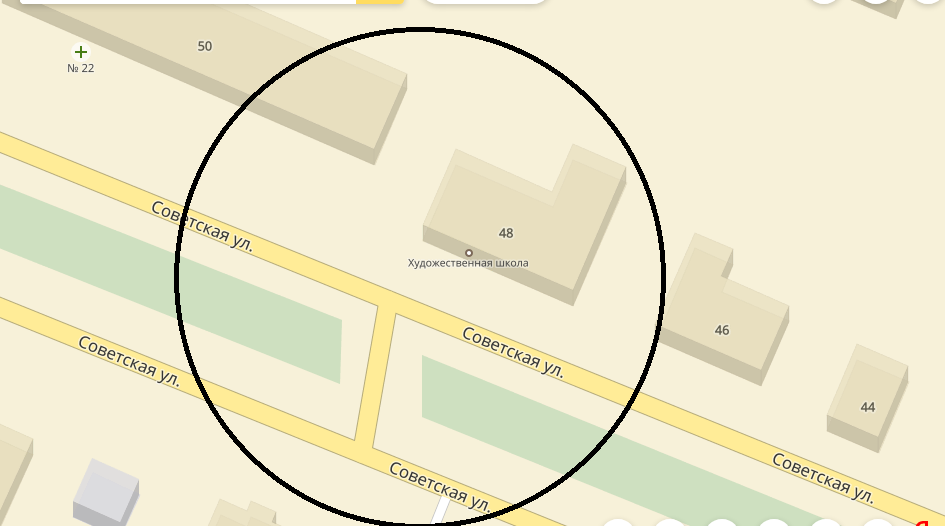 50
№ 22
Советская ул.
48
Художественная школа
46
Советская ул.
Советская ул.
44
Советская ул.
Советская ул.